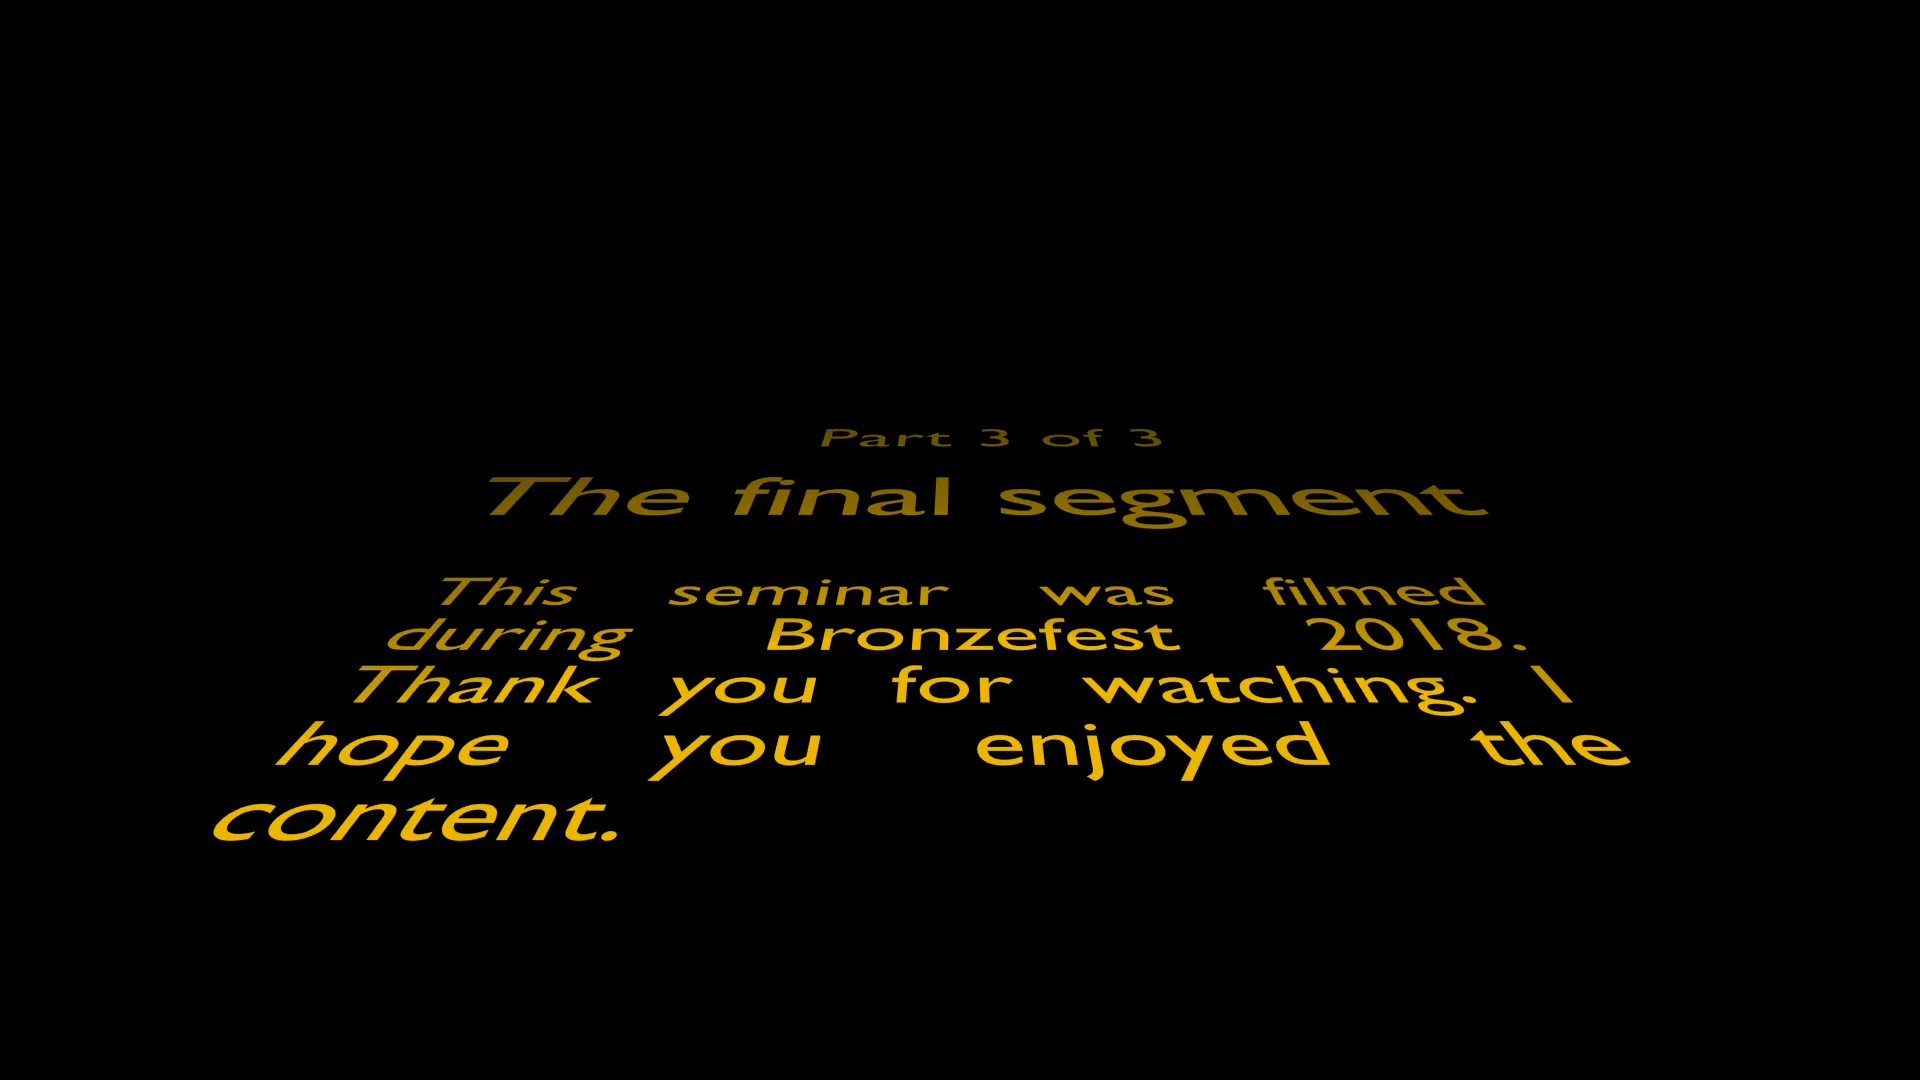 Part 3 of 3
The final segment
This seminar was filmed
during Bronzefest 2018.
Thank you for watching. I
hope you enjoyed the
content.